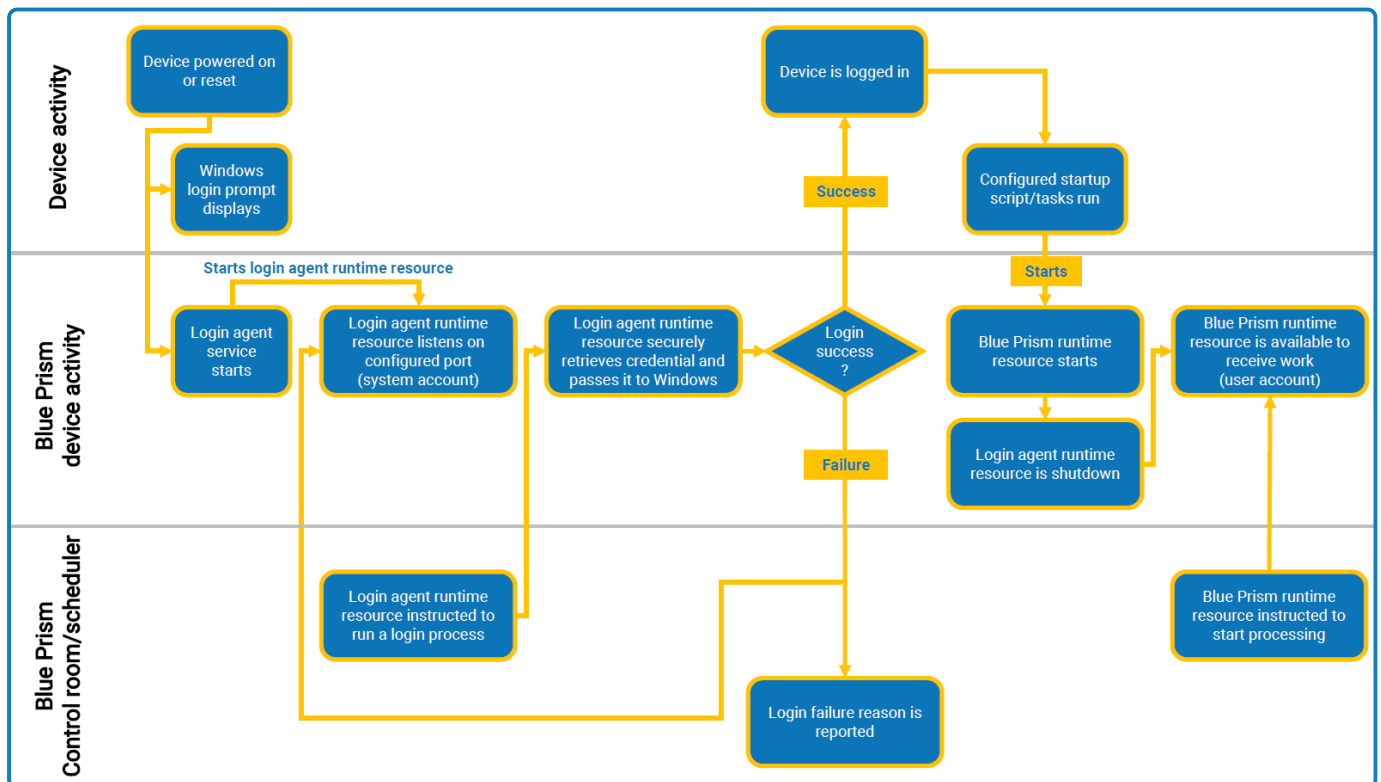 Device activity
Device powered on
or reset
Windows
login prompt
displays
Device is logged in
Success
Configured startup
script/tasks run
Blue Prism
device activity
Starts login agent runtime resource
Login agent
service
starts
Login agent runtime
resource listens on
configured port
(system account)
Login agent runtime
resource securely
retrieves credential and
passes it to Windows
Login
success
?
Starts
Blue Prism runtime
resource starts
Blue Prism runtime
resource is available to
receive work
(user account)
Failure
Login agent runtime
resource is shutdown
Blue Prism
Control room/scheduler
Login agent runtime
resource instructed to
run a login process
Blue Prism runtime
resource instructed to
start processing
Login failure reason is
reported